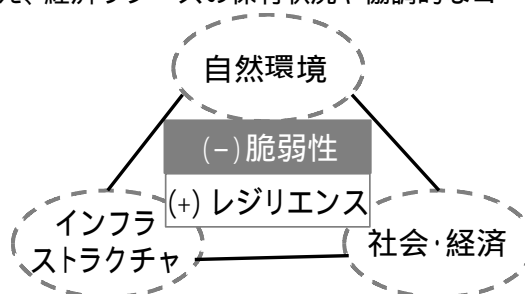 自然環境
(-)脆弱性
(+)レジリエンス
インフラ
ストラクチャ
社会・経済